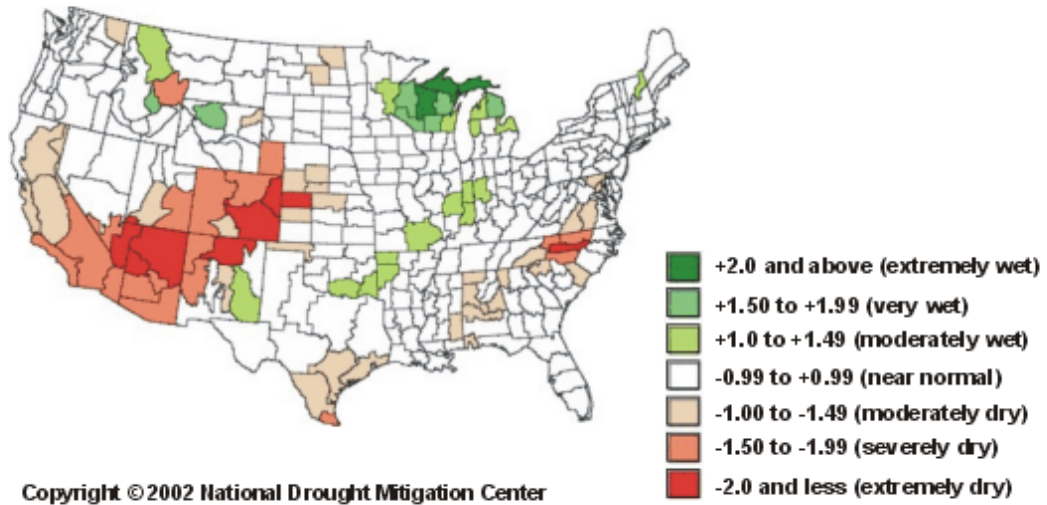 +2.0 and above (extremely wet)
+1.50 to +1.99 (very wet)
+1.0 to +1.49 (moderately wet)
-0.99 to +0.99 (near normal)
-1.00 to -1.49 (moderately dry)
-1.50 to -1.99 (severely dry)
-2.0 and less (extremely dry)
Copyright © 2002 National Drought Mitigation Center